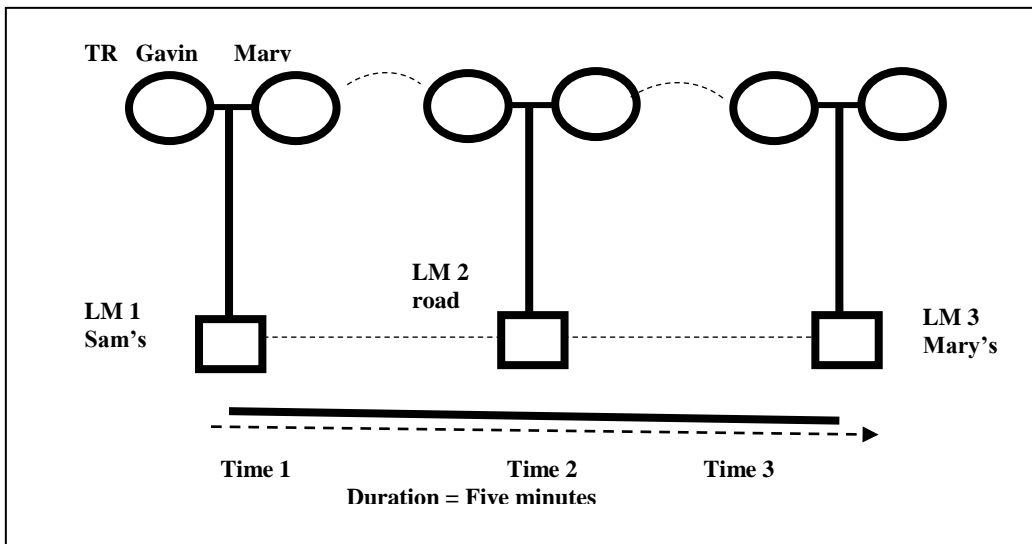 TR Gavin Mary
LM 1
Sam's
LM 2
road
LM 3
Mary's
Time 1 Time 2 Time 3
Duration = Five minutes